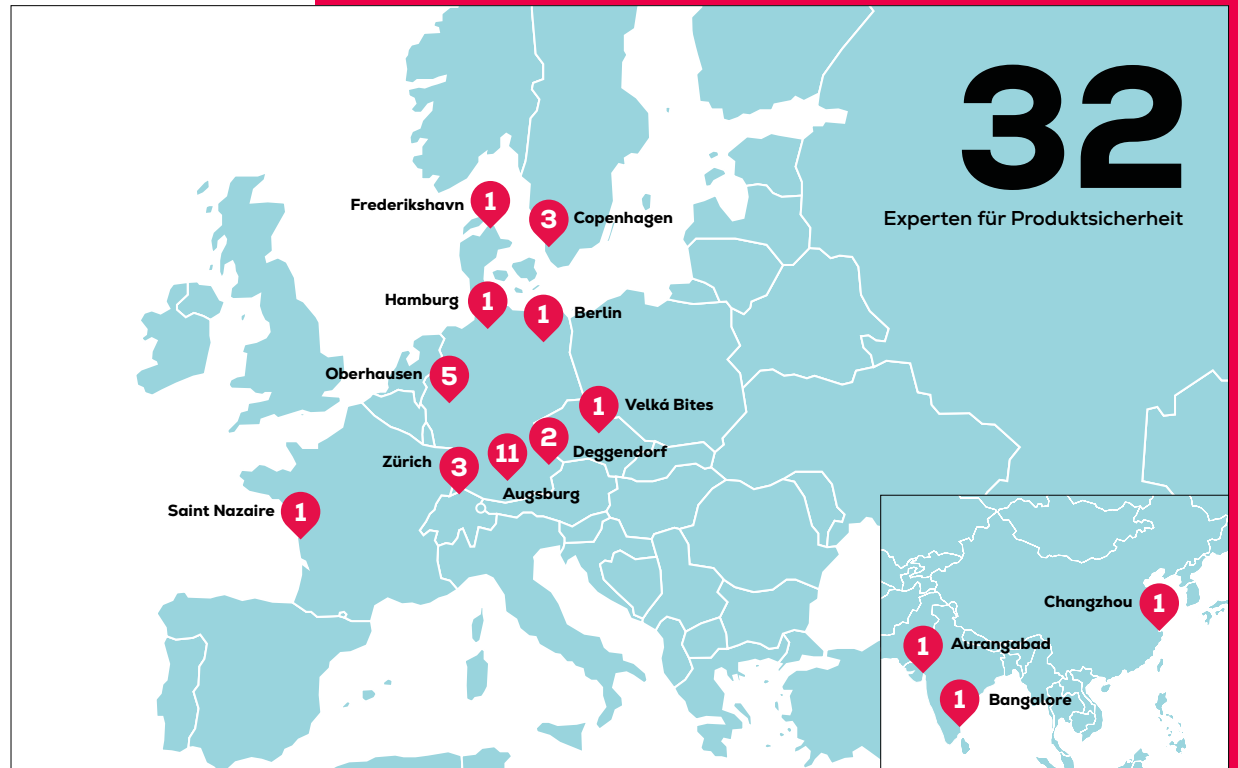 32
Experten für Produktsicherheit
Frederikshavn 1
3 Copenhagen
Hamburg 1
1 Berlin
Oberhausen 5
1 Velká Bites
2 Deggendorf
Zürich 3
11 Augsburg
Saint Nazaire 1
Changzhou 1
1 Aurangabad
1 Bangalore